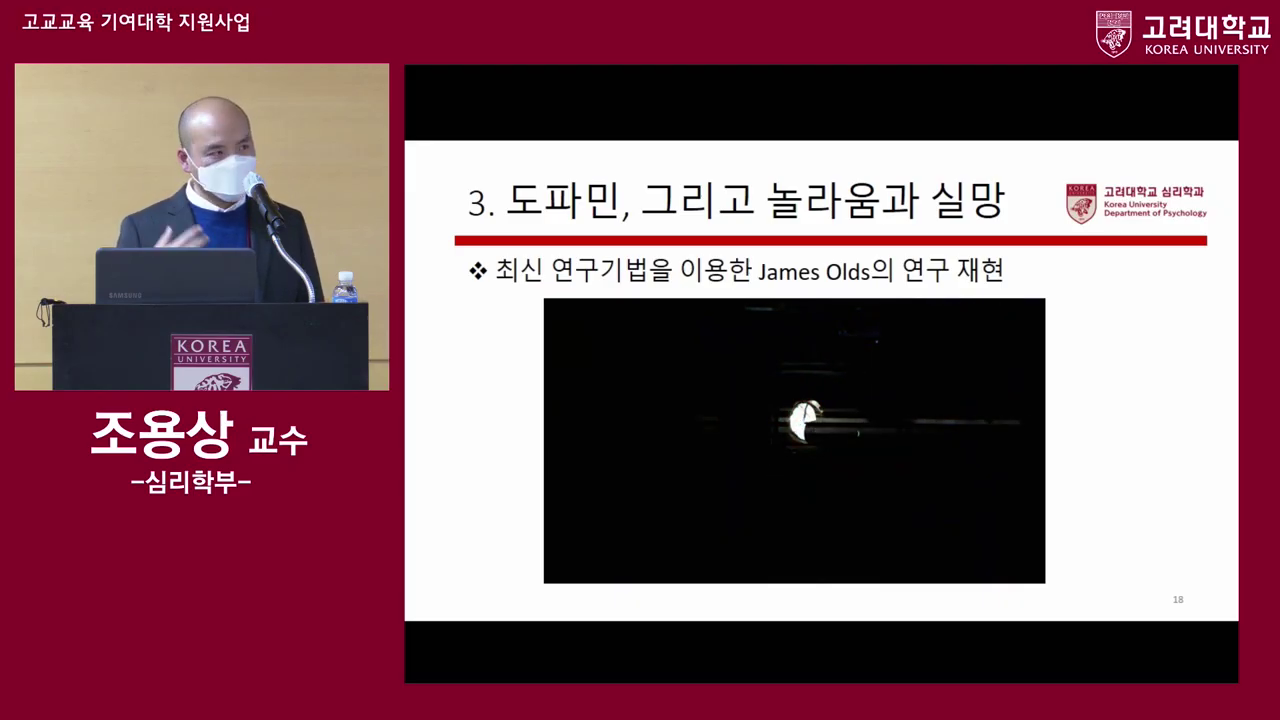 고교교육 기여대학 지원사업
고려대학교
KOREA UNIVERSITY
SAMSUNG
KOREA
UNIVERSITY
조용상 교수
-심리학부-
3. 도파민, 그리고 놀라움과 실망
KOREA
고려대학교 심리학과
Korea University
Department of Psychology
❖ 최신 연구기법을 이용한 James Olds의 연구 재현
18